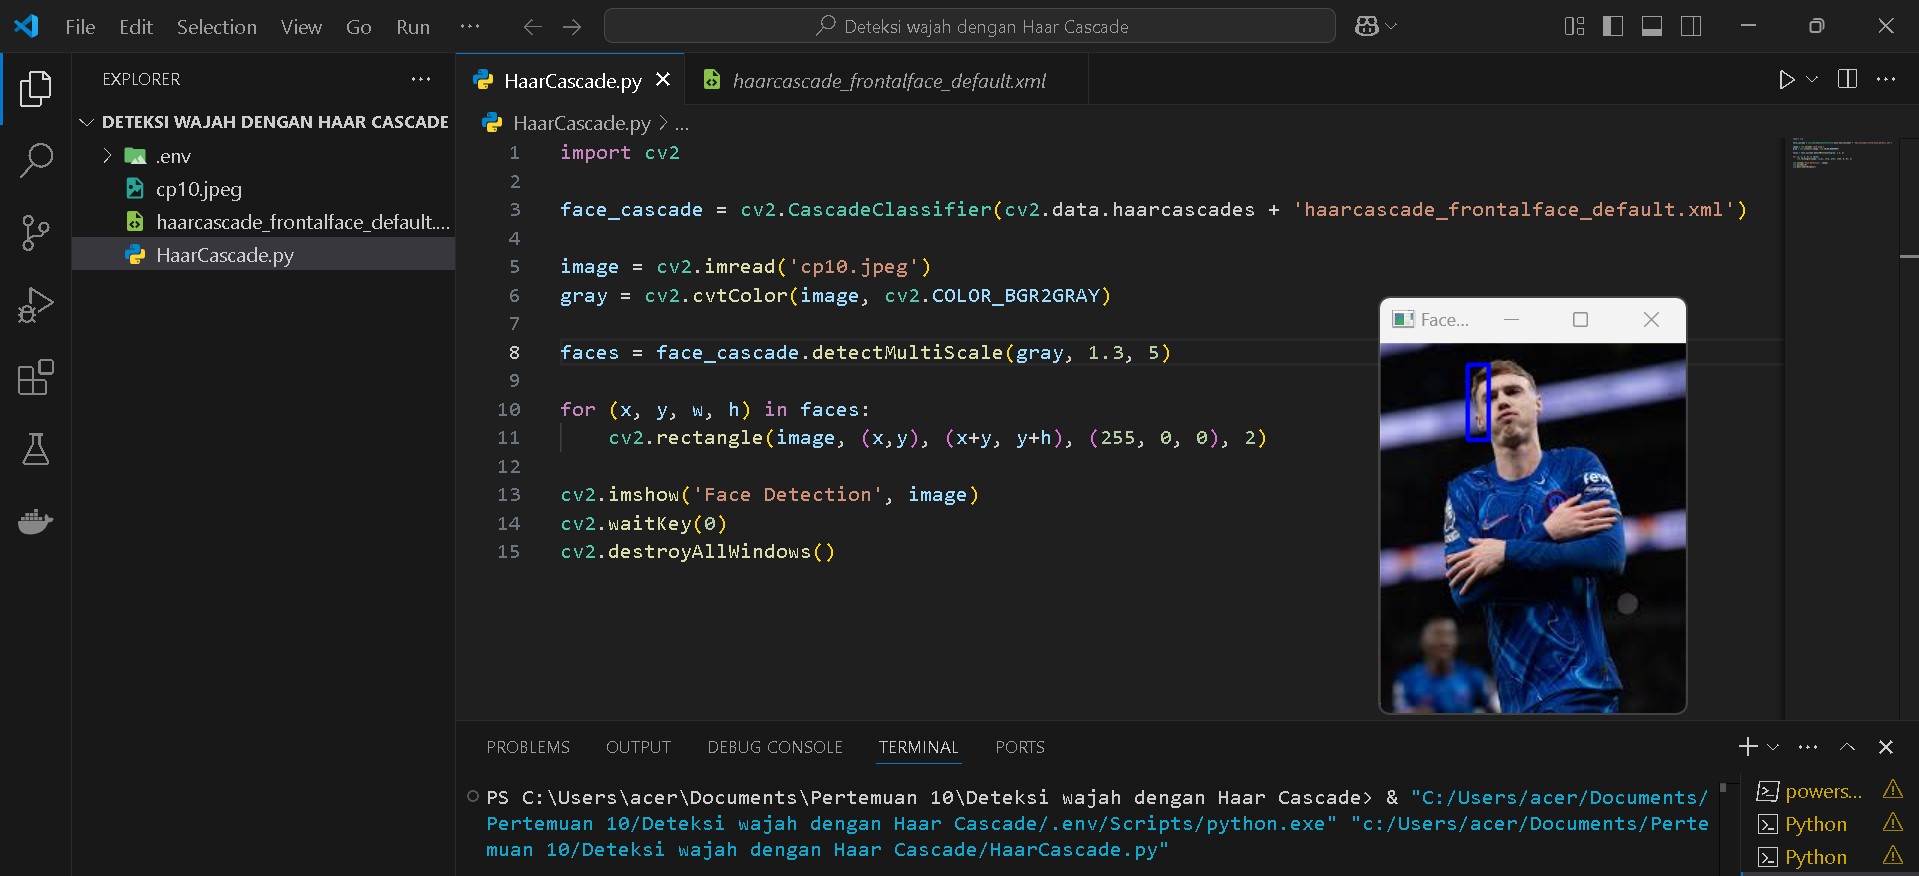 File Edit Selection View Go Run ··· Deteksi wajah dengan Haar Cascade
EXPLORER ···
DETEKSI WAJAH DENGAN HAAR CASCADE
.env
cp10.jpeg
haarcascade_frontalface_default....
HaarCascade.py
HaarCascade.py haarcascade_frontalface_default.xml
HaarCascade.py > ...
1 import cv2
2
3 face_cascade = cv2.CascadeClassifier(cv2.data.haarcascades + 'haarcascade_frontalface_default.xml')
4
5 image = cv2.imread('cp10.jpeg')
6 gray = cv2.cvtColor(image, cv2.COLOR_BGR2GRAY)
7
8 faces = face_cascade.detectMultiScale(gray, 1.3, 5)
9
10 for (x, y, w, h) in faces:
11     cv2.rectangle(image, (x,y), (x+y, y+h), (255, 0, 0), 2)
12
13 cv2.imshow('Face Detection', image)
14 cv2.waitKey(0)
15 cv2.destroyAllWindows()
Face...
few
PROBLEMS OUTPUT DEBUG CONSOLE TERMINAL PORTS
PS C:\Users\acer\Documents\Pertemuan 10\Deteksi wajah dengan Haar Cascade> & "C:/Users/acer/Documents/
Pertemuan 10/Deteksi wajah dengan Haar Cascade/.env/Scripts/python.exe" "c:/Users/acer/Documents/Perte
muan 10/Deteksi wajah dengan Haar Cascade/HaarCascade.py"
powers...
Python
Python